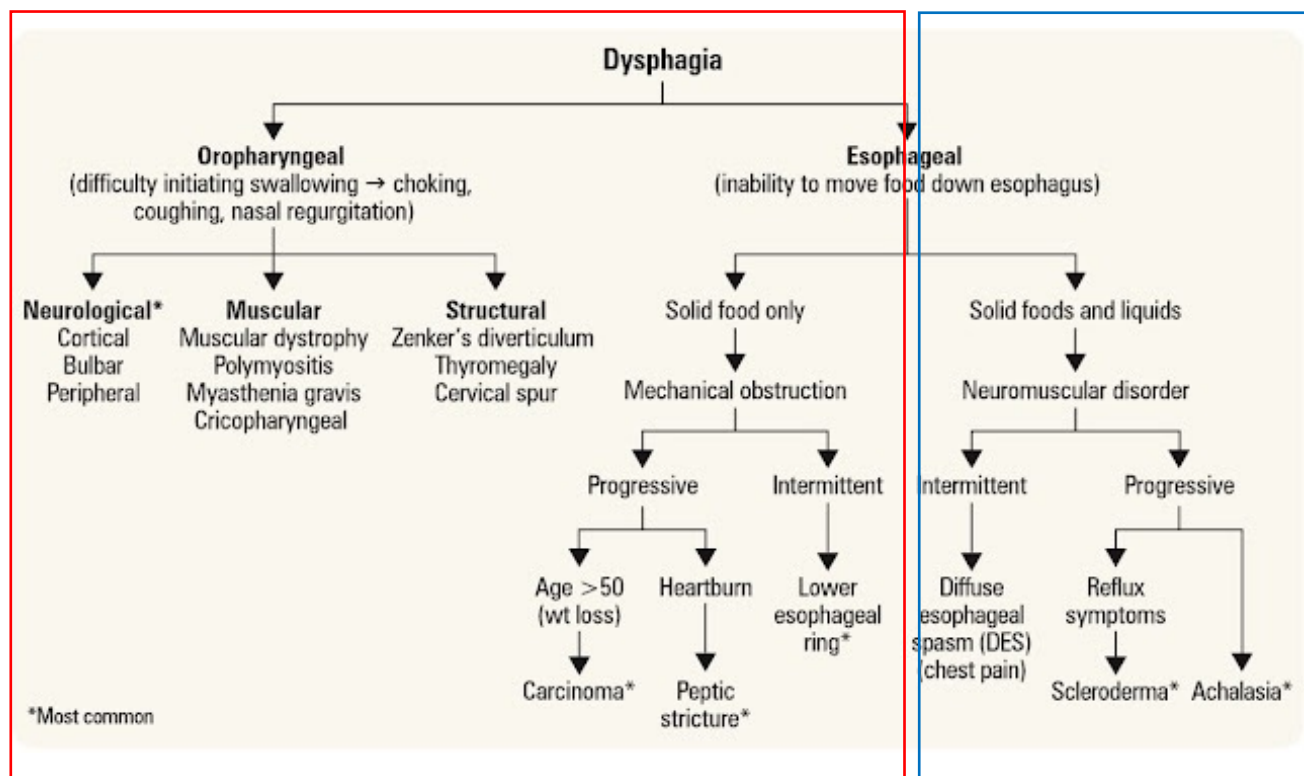 Dysphagia
Oropharyngeal
(difficulty initiating swallowing → choking,
coughing, nasal regurgitation)
Esophageal
(inability to move food down esophagus)
Neurological*
Cortical
Bulbar
Peripheral
Muscular
Muscular dystrophy
Polymyositis
Myasthenia gravis
Cricopharyngeal
Structural
Zenker's diverticulum
Thyromegaly
Cervical spur
Solid food only
Mechanical obstruction
Progressive
Age >50
(wt loss)
Carcinoma*
Heartburn
Peptic
stricture*
Intermittent
Lower
esophageal
ring*
Solid foods and liquids
Neuromuscular disorder
Intermittent
Diffuse
esophageal
spasm (DES)
(chest pain)
Progressive
Reflux
symptoms
Scleroderma*
Achalasia*
*Most common